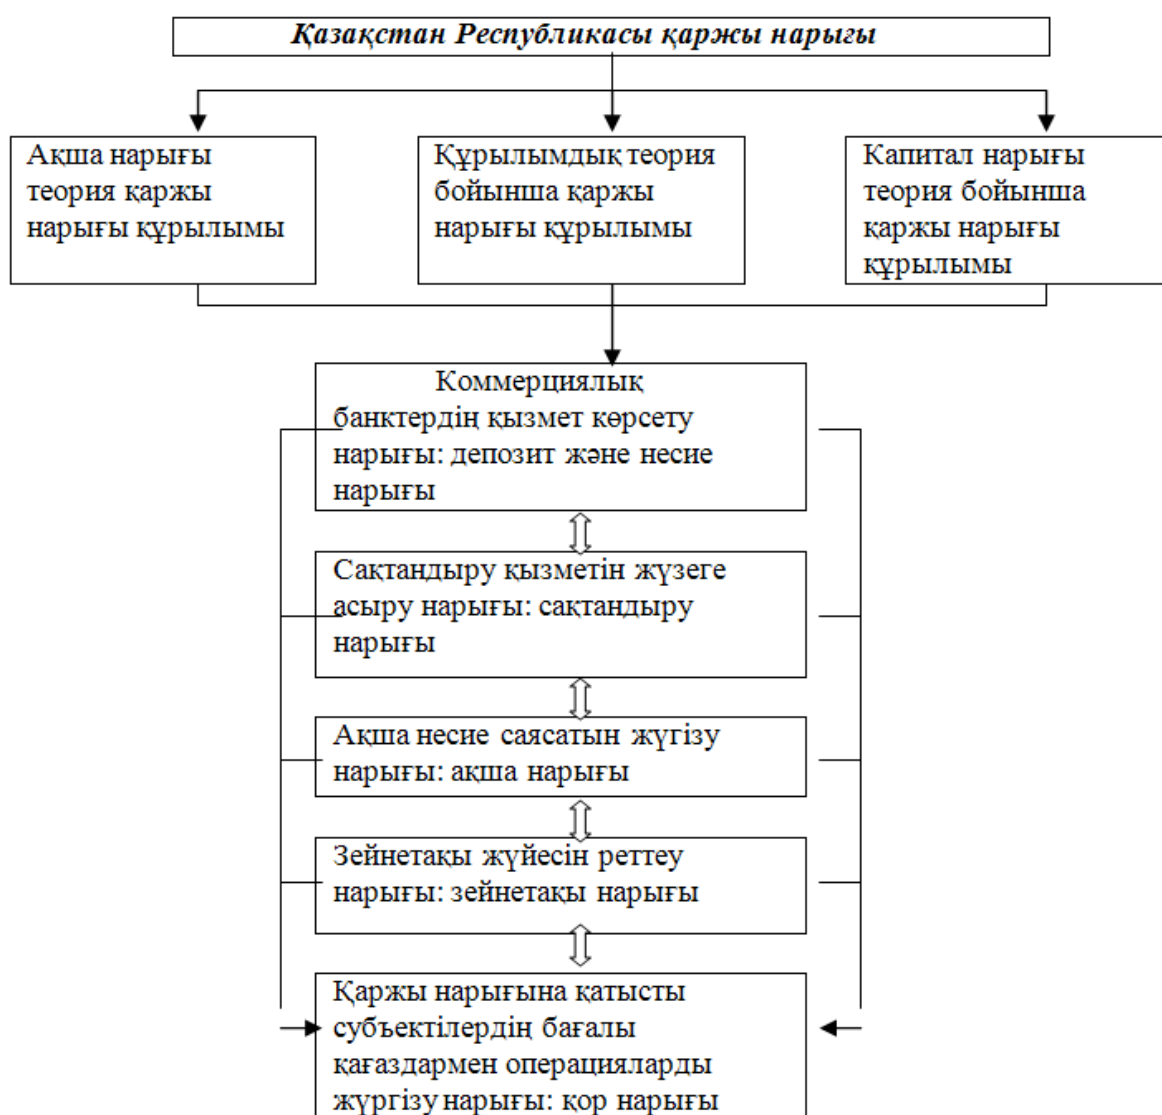 Қазақстан Республикасы қаржы нарығы
Ақша нарығы
теория қаржы
нарығы құрылымы
Құрылымдық теория
бойынша қаржы
нарығы құрылымы
Капитал нарығы
теория бойынша
қаржы нарығы
құрылымы
Коммерциялық
банктердің қызмет көрсету
нарығы: депозит және несие
нарығы
Сақтандыру қызметін жүзеге
асыру нарығы: сақтандыру
нарығы
Ақша несие саясатын жүгізу
нарығы: ақша нарығы
Зейнетақы жүйесін реттеу
нарығы: зейнетақы нарығы
Қаржы нарығына қатысты
субъектілердің бағалы
қағаздармен операцияларды
жүргізу нарығы: қор нарығы